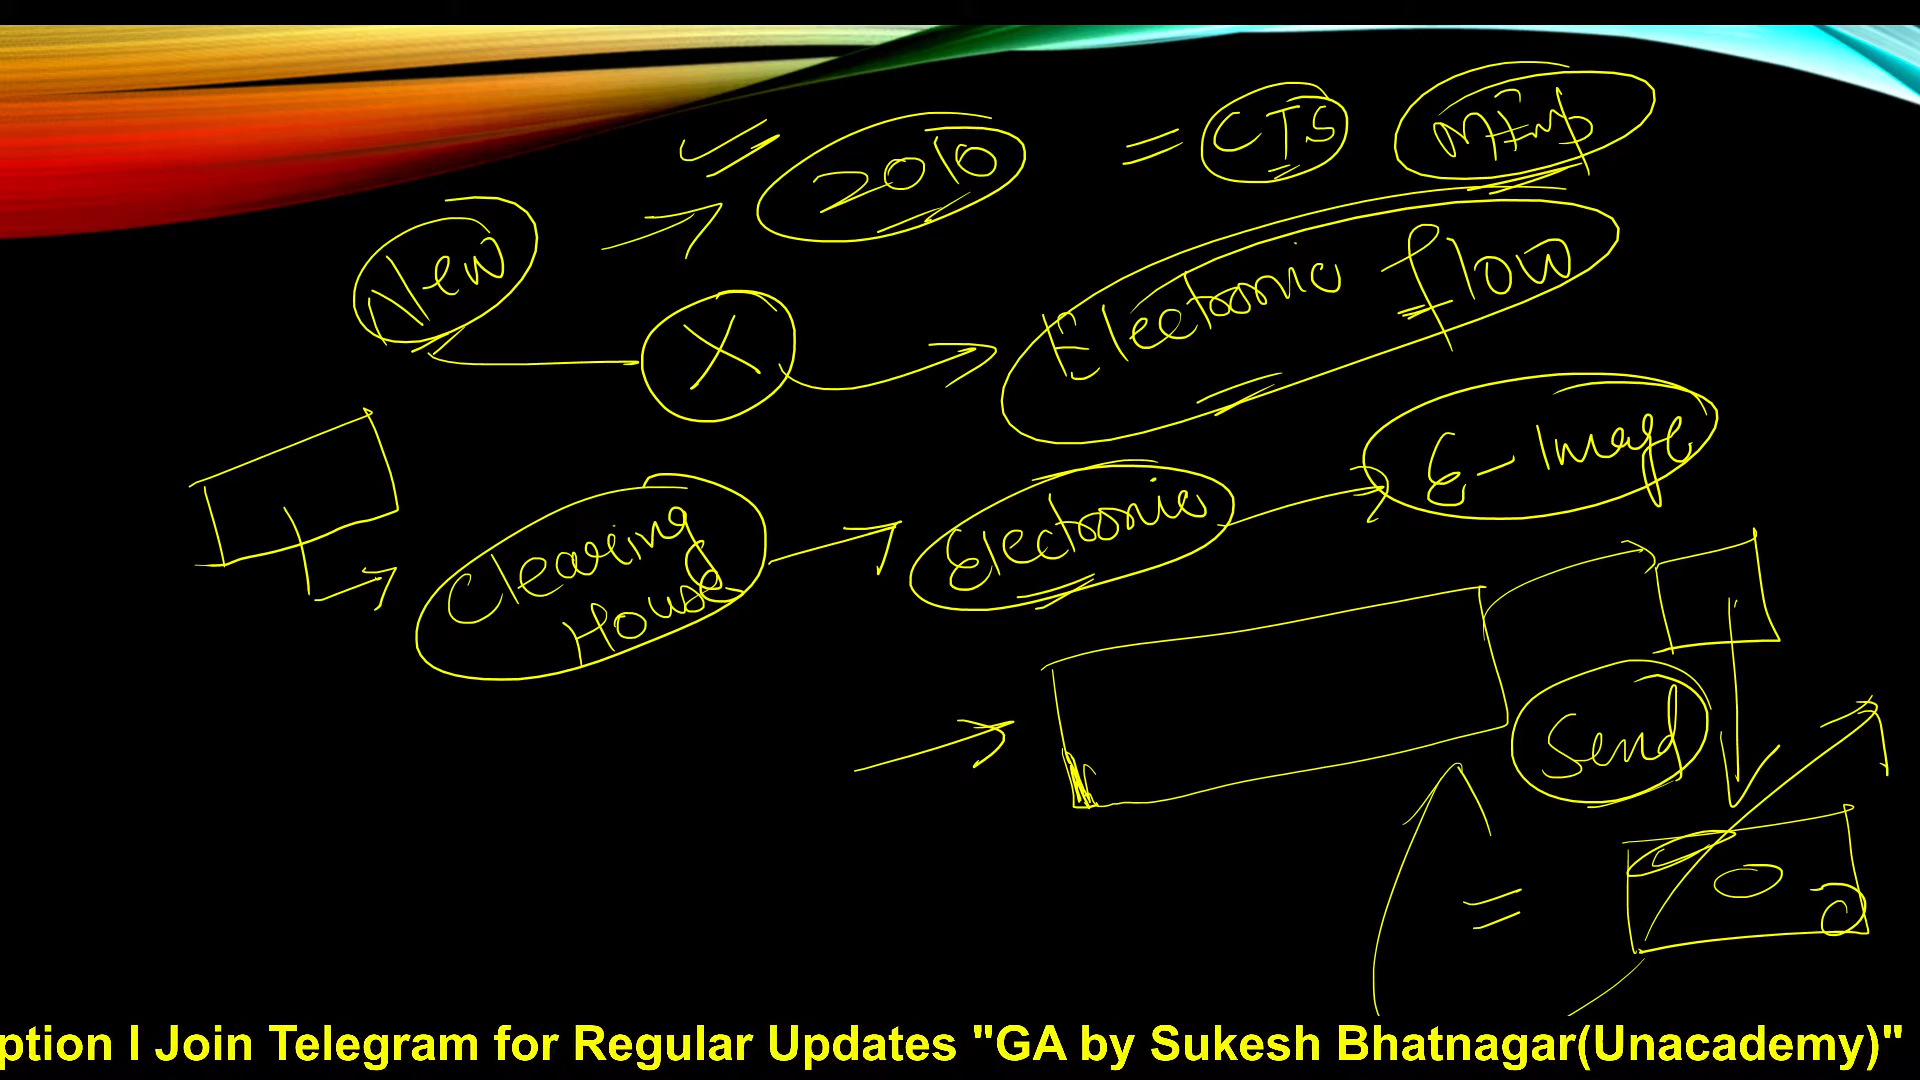 2010 = CTS M.Imp
New
X Electronic flow
Clearing House Electronic E-Image
Send
=
ption I Join Telegram for Regular Updates "GA by Sukesh Bhatnagar(Unacademy)"